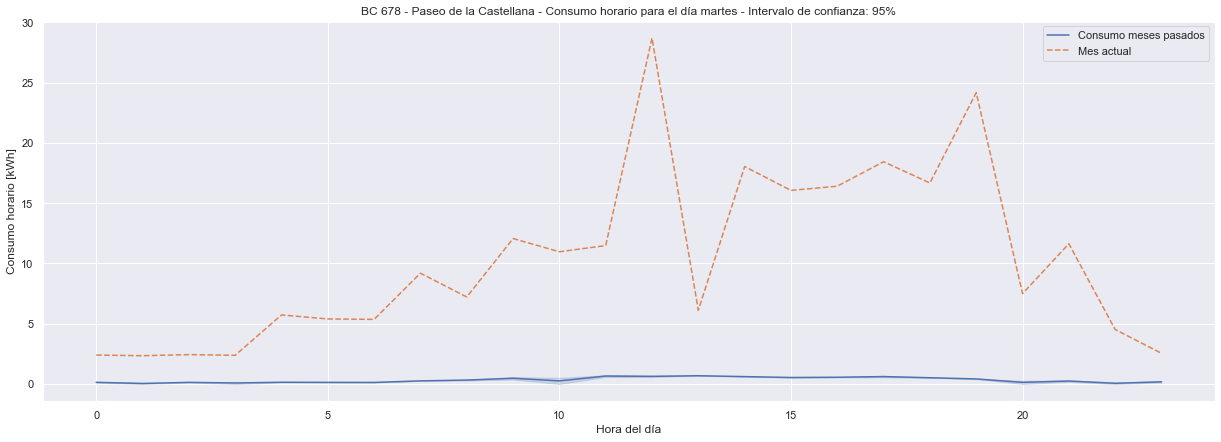 BC 678 - Paseo de la Castellana - Consumo horario para el día martes - Intervalo de confianza: 95%
Consumo meses pasados
Mes actual
Consumo horario [kWh]
30
25
20
15
10
5
0
0
5
10
15
20
Hora del día